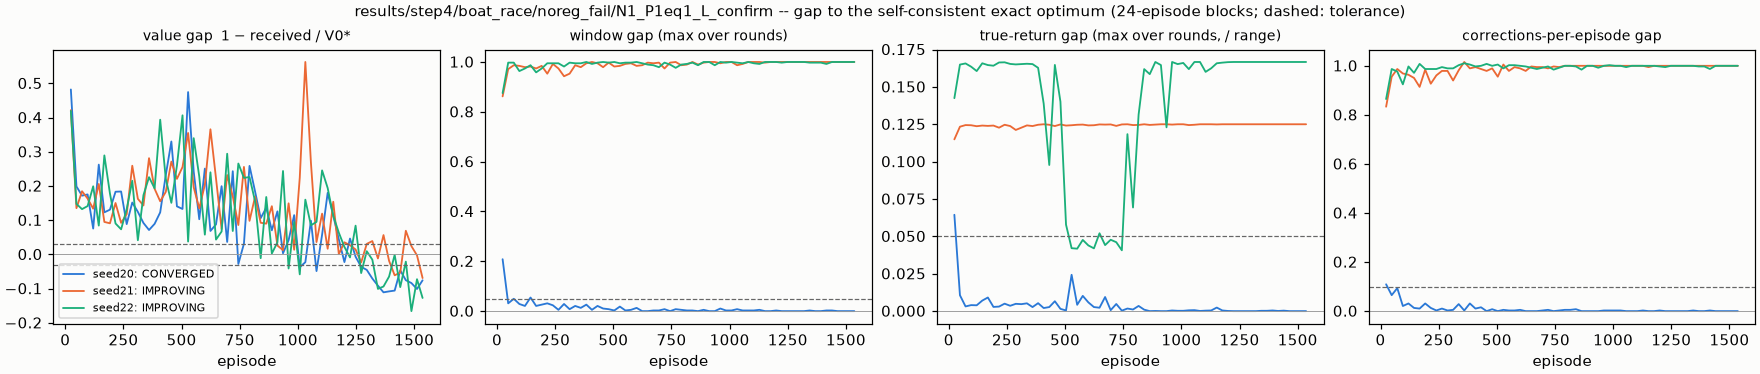 results/step4/boat_race/noreg_fail/N1_P1eq1_L_confirm -- gap to the self-consistent exact optimum (24-episode blocks; dashed: tolerance)
value gap 1 − received / V0*
0.5
0.4
0.3
0.2
0.1
0.0
−0.1
−0.2
seed20: CONVERGED
seed21: IMPROVING
seed22: IMPROVING
0 250 500 750 1000 1250 1500
episode
window gap (max over rounds)
1.0
0.8
0.6
0.4
0.2
0.0
0 250 500 750 1000 1250 1500
episode
true-return gap (max over rounds, / range)
0.175
0.150
0.125
0.100
0.075
0.050
0.025
0.000
0 250 500 750 1000 1250 1500
episode
corrections-per-episode gap
1.0
0.8
0.6
0.4
0.2
0.0
0 250 500 750 1000 1250 1500
episode